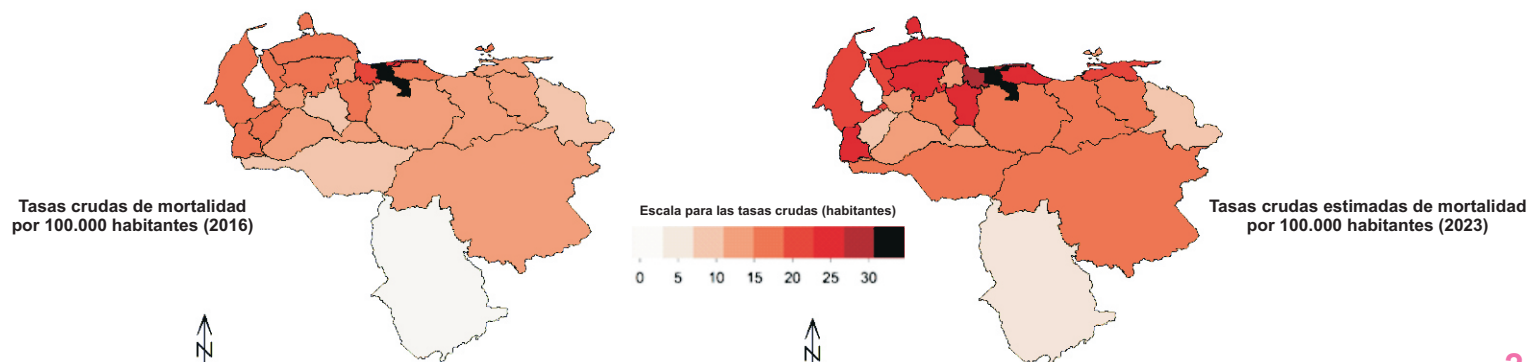 Tasas crudas de mortalidad
por 100.000 habitantes (2016)
Escala para las tasas crudas (habitantes)
0 5 10 15 20 25 30
Tasas crudas estimadas de mortalidad
por 100.000 habitantes (2023)
N
N